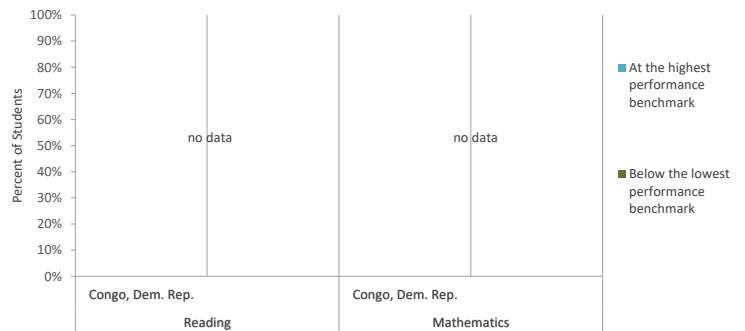 100%
90%
80%
70%
60%
50%
40%
30%
20%
10%
0%
Percent of Students
no data
no data
Congo, Dem. Rep.
Congo, Dem. Rep.
Reading
Mathematics
At the highest
performance
benchmark
Below the lowest
performance
benchmark